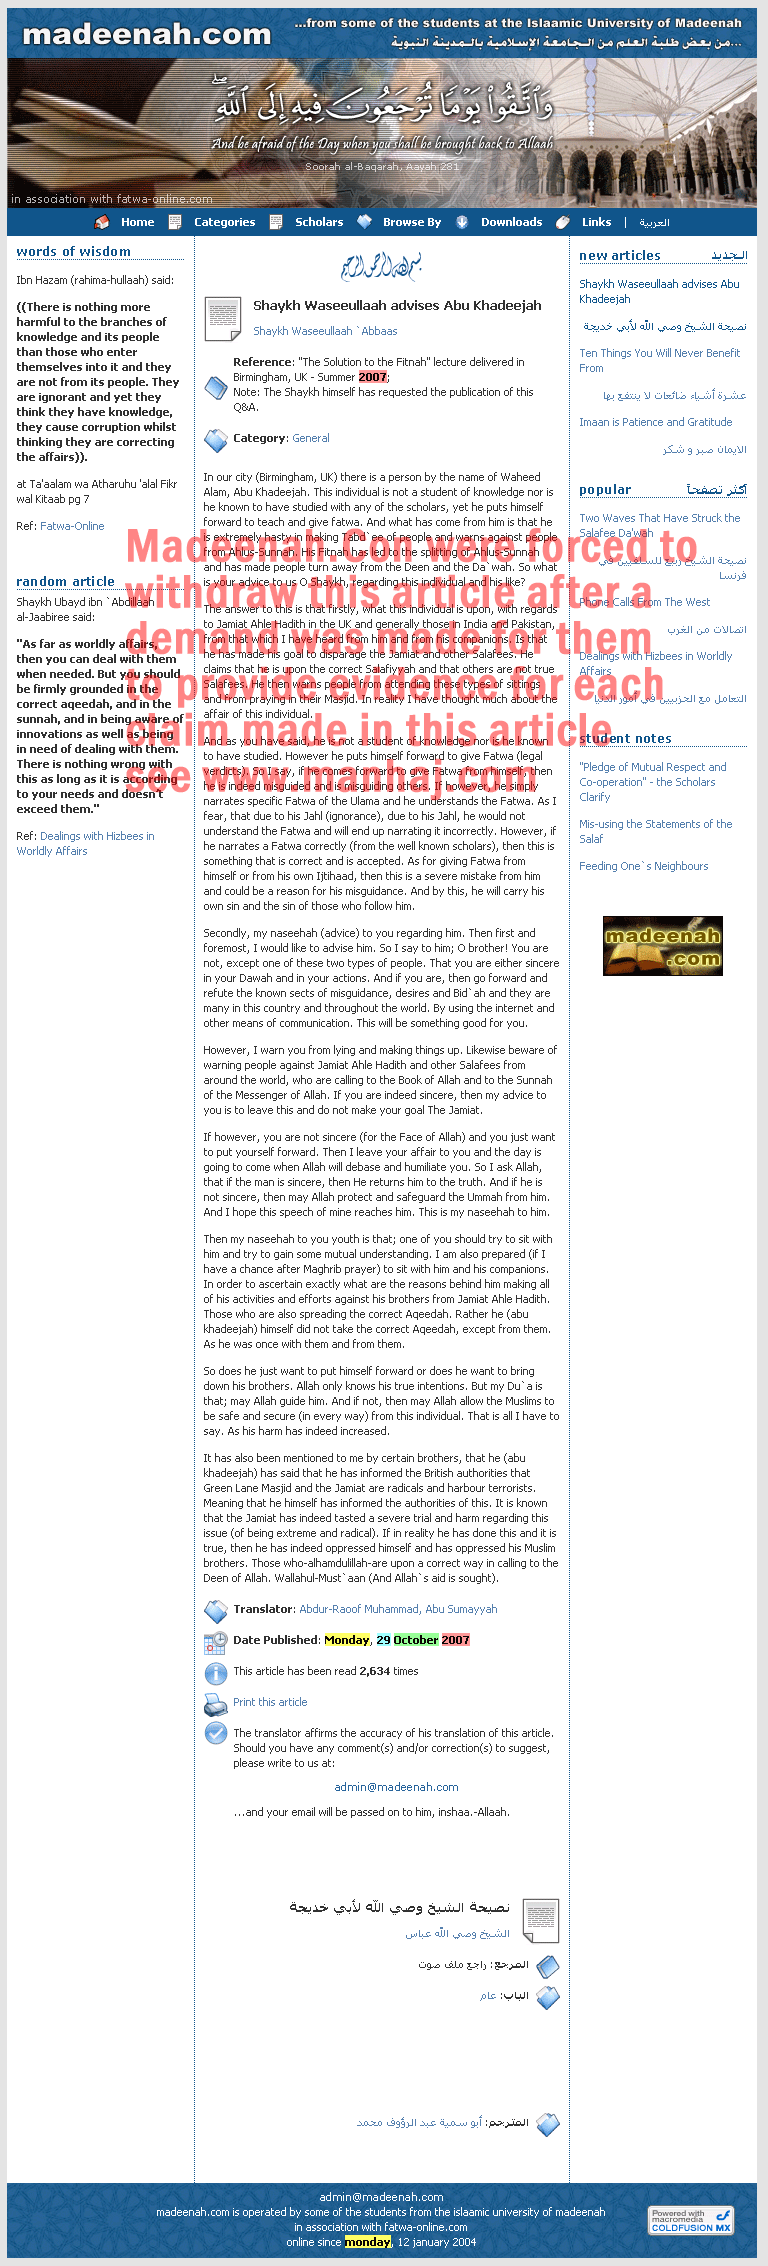 madeenah.com
...from some of the students at the Islaamic University of Madeenah
...من بعض طلبة العلم من الجامعة الإسلامية بالمدينة النبوية
وَاتَّقُوا يَوْمًا تُرْجَعُونَ فِيهِ إِلَى اللَّهِ
And be afraid of the Day when you shall be brought back to Allaah
Soorah al-Baqarah, Aayah 281
in association with fatwa-online.com
Home Categories Scholars Browse By Downloads Links | العربية
words of wisdom
Ibn Hazam (rahima-hullaah) said:
((There is nothing more
harmful to the branches of
knowledge and its people
than those who enter
themselves into it and they
are not from its people. They
are ignorant and yet they
think they have knowledge,
they cause corruption whilst
thinking they are correcting
the affairs)).
at Ta'aalam wa Atharuhu 'alal Fikr
wal Kitaab pg 7
Ref: Fatwa-Online
random article
Shaykh Ubayd ibn `Abdillaah
al-Jaabiree said:
"As far as worldly affairs,
then you can deal with them
when needed. But you should
be firmly grounded in the
correct aqeedah, and in the
sunnah, and in being aware of
innovations as well as being
in need of dealing with them.
There is nothing wrong with
this as long as it is according
to your needs and doesn't
exceed them."
Ref: Dealings with Hizbees in
Worldly Affairs
بسم الله الرحمن الرحيم
Shaykh Waseeullaah advises Abu Khadeejah
Shaykh Waseeullaah `Abbaas
Reference: "The Solution to the Fitnah" lecture delivered in
Birmingham, UK - Summer 2007;
Note: The Shaykh himself has requested the publication of this
Q&A.
Category: General
In our city (Birmingham, UK) there is a person by the name of Waheed
Alam, Abu Khadeejah. This individual is not a student of knowledge nor is
he known to have studied with any of the scholars, yet he puts himself
forward to teach and give fatwa. And what has come from him is that he
is extremely hasty in making Tabd`ee of people and warns against people
from Ahlus-Sunnah. His Fitnah has led to the splitting of Ahlus-Sunnah
and has made people turn away from the Deen and the Da`wah. So what
is your advice to us O Shaykh, regarding this individual and his like?
The answer to this is that firstly, what this individual is upon, with regards
to Jamiat Ahle Hadith in the UK and generally those in India and Pakistan,
from that which I have heard from him and from his companions. Is that
he has made his goal to disparage the Jamiat and other Salafees. He
claims that he is upon the correct Salafiyyah and that others are not true
Salafees. He then warns people from attending these types of sittings
and from praying in their Masjid. In reality I have thought much about the
affair of this individual.
And as you have said, he is not a student of knowledge nor is he known
to have studied. However he puts himself forward to give Fatwa (legal
verdicts). So I say, if he comes forward to give Fatwa from himself, then
he is indeed misguided and is misguiding others. If however, he simply
narrates specific Fatwa of the Ulama and he understands the Fatwa. As I
fear, that due to his Jahl (ignorance), due to his Jahl, he would not
understand the Fatwa and will end up narrating it incorrectly. However, if
he narrates a Fatwa correctly (from the well known scholars), then this is
something that is correct and is accepted. As for giving Fatwa from
himself or from his own Ijtihaad, then this is a severe mistake from him
and could be a reason for his misguidance. And by this, he will carry his
own sin and the sin of those who follow him.
Secondly, my naseehah (advice) to you regarding him. Then first and
foremost, I would like to advise him. So I say to him; O brother! You are
not, except one of these two types of people. That you are either sincere
in your Dawah and in your actions. And if you are, then go forward and
refute the known sects of misguidance, desires and Bid`ah and they are
many in this country and throughout the world. By using the internet and
other means of communication. This will be something good for you.
However, I warn you from lying and making things up. Likewise beware of
warning people against Jamiat Ahle Hadith and other Salafees from
around the world, who are calling to the Book of Allah and to the Sunnah
of the Messenger of Allah. If you are indeed sincere, then my advice to
you is to leave this and do not make your goal The Jamiat.
If however, you are not sincere (for the Face of Allah) and you just want
to put yourself forward. Then I leave your affair to you and the day is
going to come when Allah will debase and humiliate you. So I ask Allah,
that if the man is sincere, then He returns him to the truth. And if he is
not sincere, then may Allah protect and safeguard the Ummah from him.
And I hope this speech of mine reaches him. This is my naseehah to him.
Then my naseehah to you youth is that; one of you should try to sit with
him and try to gain some mutual understanding. I am also prepared (if I
have a chance after Maghrib prayer) to sit with him and his companions.
In order to ascertain exactly what are the reasons behind him making all
of his activities and efforts against his brothers from Jamiat Ahle Hadith.
Those who are also spreading the correct Aqeedah. Rather he (abu
khadeejah) himself did not take the correct Aqeedah, except from them.
As he was once with them and from them.
So does he just want to put himself forward or does he want to bring
down his brothers. Allah only knows his true intentions. But my Du`a is
that; may Allah guide him. And if not, then may Allah allow the Muslims to
be safe and secure (in every way) from this individual. That is all I have to
say. As his harm has indeed increased.
It has also been mentioned to me by certain brothers, that he (abu
khadeejah) has said that he has informed the British authorities that
Green Lane Masjid and the Jamiat are radicals and harbour terrorists.
Meaning that he himself has informed the authorities of this. It is known
that the Jamiat has indeed tasted a severe trial and harm regarding this
issue (of being extreme and radical). If in reality he has done this and it is
true, then he has indeed oppressed himself and has oppressed his Muslim
brothers. Those who-alhamdulillah-are upon a correct way in calling to the
Deen of Allah. Wallahul-Must`aan (And Allah`s aid is sought).
Translator: Abdur-Raoof Muhammad, Abu Sumayyah
Date Published: Monday, 29 October 2007
This article has been read 2,634 times
Print this article
The translator affirms the accuracy of his translation of this article.
Should you have any comment(s) and/or correction(s) to suggest,
please write to us at:
admin@madeenah.com
...and your email will be passed on to him, inshaa.-Allaah.
نصيحة الشيخ وصي الله لأبي خديجة
الشيخ وصي الله عباس
المرجع: راجع ملف صوت
الباب: عام
المترجم: أبو سمية عبد الرؤوف محمد
Madeenah.Con were forced to
withdraw this article after a
demand was made for them
to provide evidence for each
claim made in this article
see www.manhaj.com
new articles الجديد
Shaykh Waseeullaah advises Abu
Khadeejah
نصيحة الشيخ وصي الله لأبي خديجة
Ten Things You Will Never Benefit
From
عشرة أشياء ضائعات لا ينتفع بها
Imaan is Patience and Gratitude
الايمان صبر و شكر
popular أكثر تصفحاً
Two Waves That Have Struck the
Salafee Da'wah
نصيحة الشيخ ربيع للسلفيين في
فرنسا
Phone Calls From The West
اتصالات من الغرب
Dealings with Hizbees in Worldly
Affairs
التعامل مع الحزبيين في أمور الدنيا
student notes
"Pledge of Mutual Respect and
Co-operation" - the Scholars
Clarify
Mis-using the Statements of the
Salaf
Feeding One`s Neighbours
madeenah
.com
admin@madeenah.com
madeenah.com is operated by some of the students from the islaamic university of madeenah
in association with fatwa-online.com
online since monday, 12 january 2004
Powered with
macromedia
COLDFUSION MX